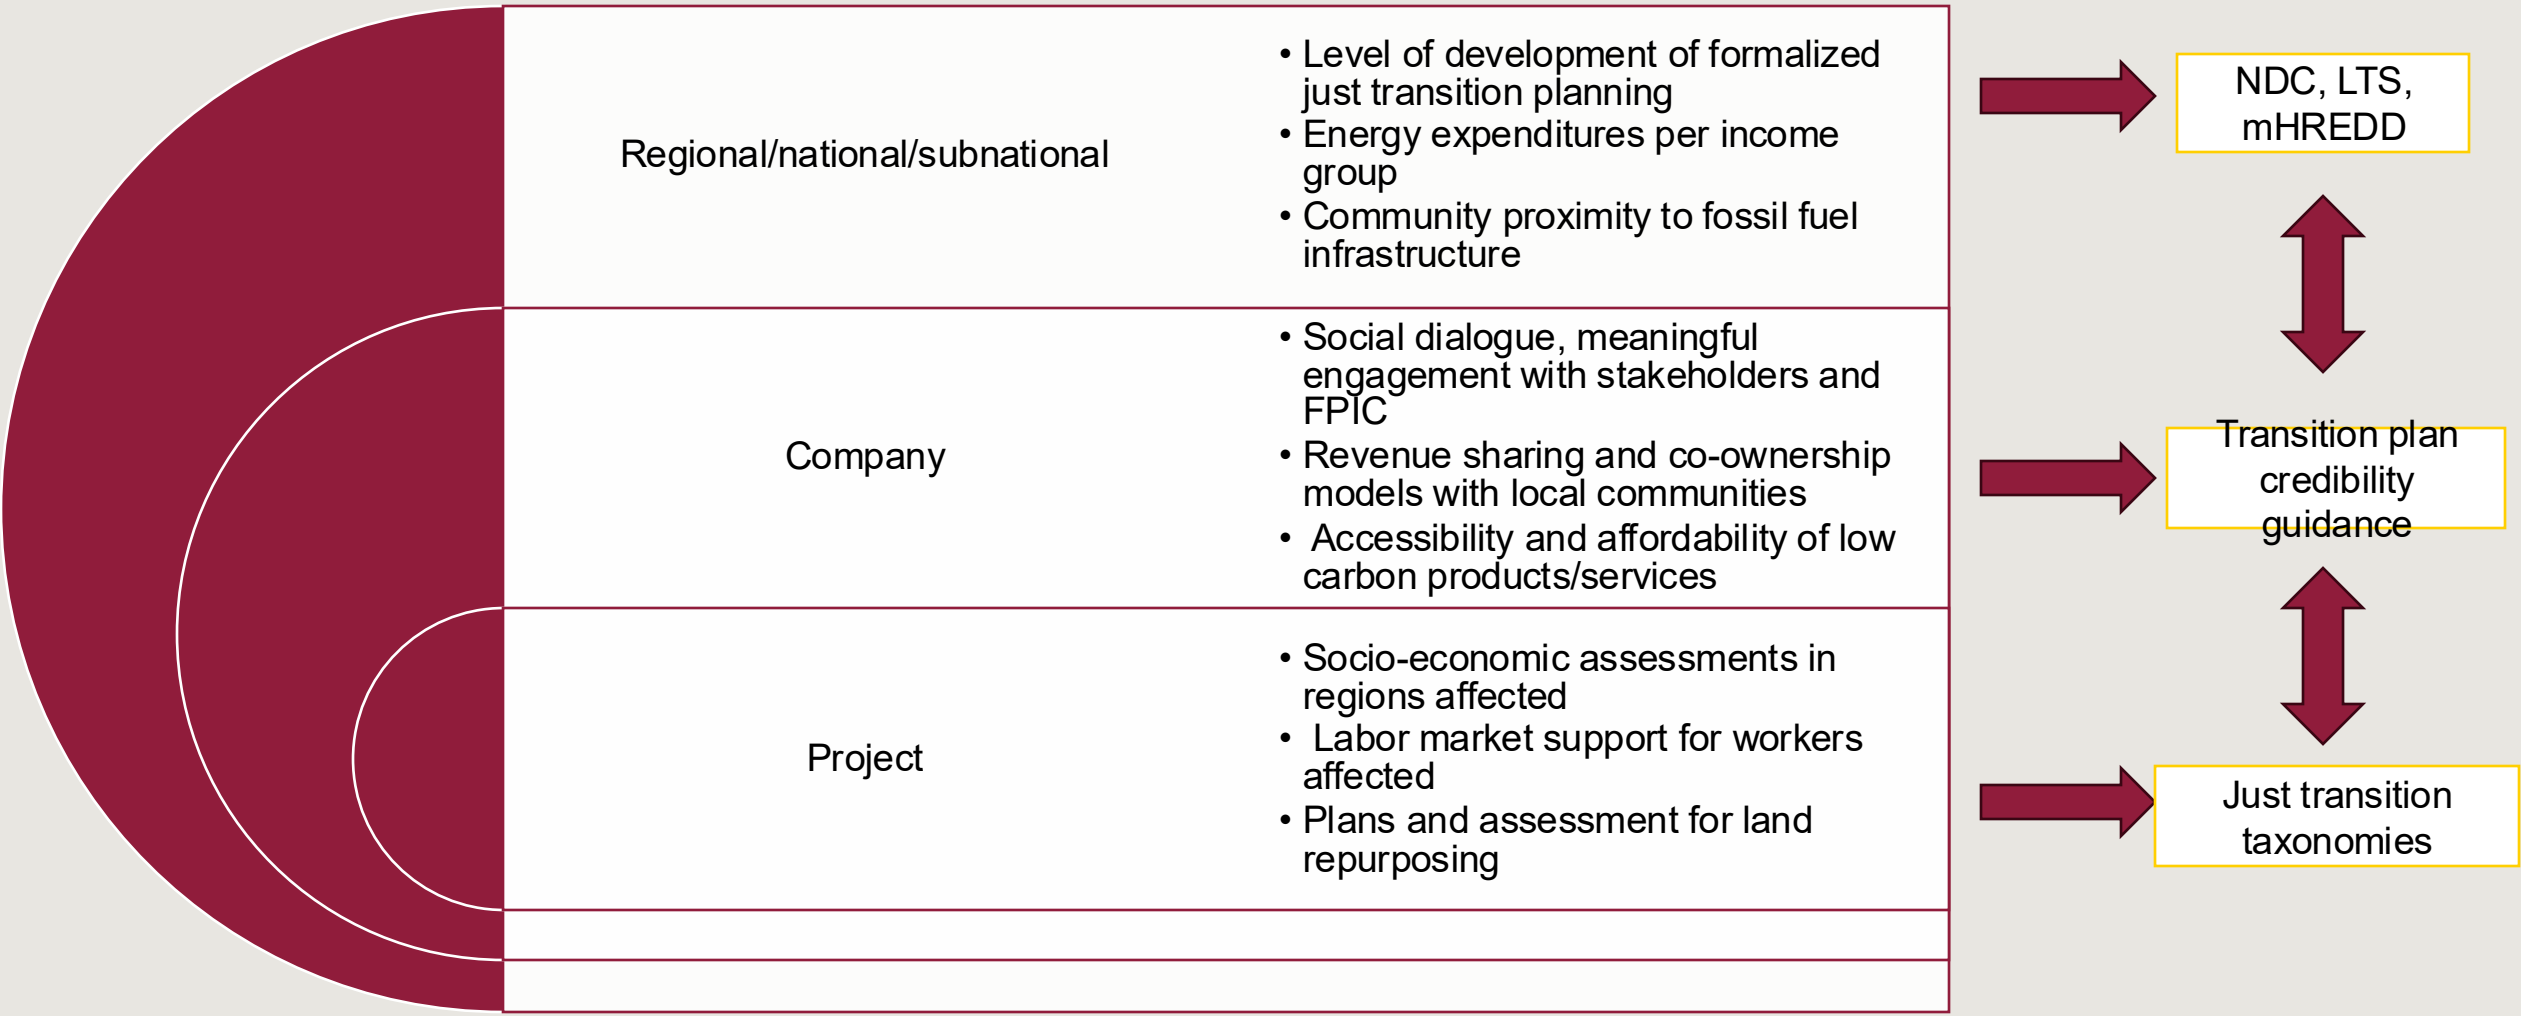 Regional/national/subnational
• Level of development of formalized
just transition planning
• Energy expenditures per income
group
• Community proximity to fossil fuel
infrastructure
NDC, LTS,
mHREDD
Company
• Social dialogue, meaningful
engagement with stakeholders and
FPIC
• Revenue sharing and co-ownership
models with local communities
• Accessibility and affordability of low
carbon products/services
Transition plan
credibility
guidance
Project
• Socio-economic assessments in
regions affected
• Labor market support for workers
affected
• Plans and assessment for land
repurposing
Just transition
taxonomies